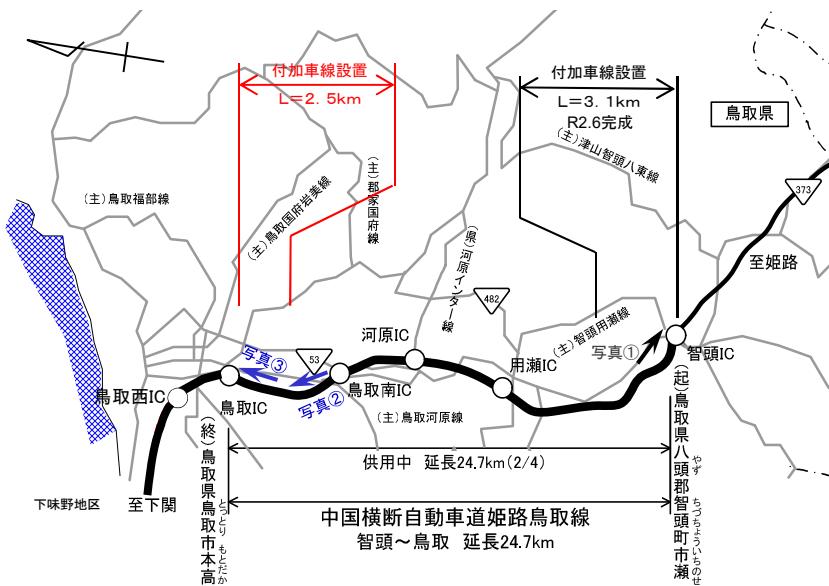 付加車線設置
L=2.5km
付加車線設置
L=3.1km
R2.6完成
鳥取県
(主)津山智頭八東線
(主)郡家国府線
(主)鳥取国府岩美線
(主)鳥取福部線
373
至姫路
(県)河原インター線
482
(主)智頭用瀬線
写真①
智頭IC
河原IC
53
写真③
用瀬IC
鳥取南IC
写真②
鳥取IC
鳥取西IC
(主)鳥取河原線
(起)鳥取県八頭郡智頭町市瀬
やず ちづちょういちのせ
(終)鳥取県鳥取市本高
とっとり もとだか
供用中 延長24.7km(2/4)
下味野地区
至下関
中国横断自動車道姫路鳥取線
智頭~鳥取 延長24.7km